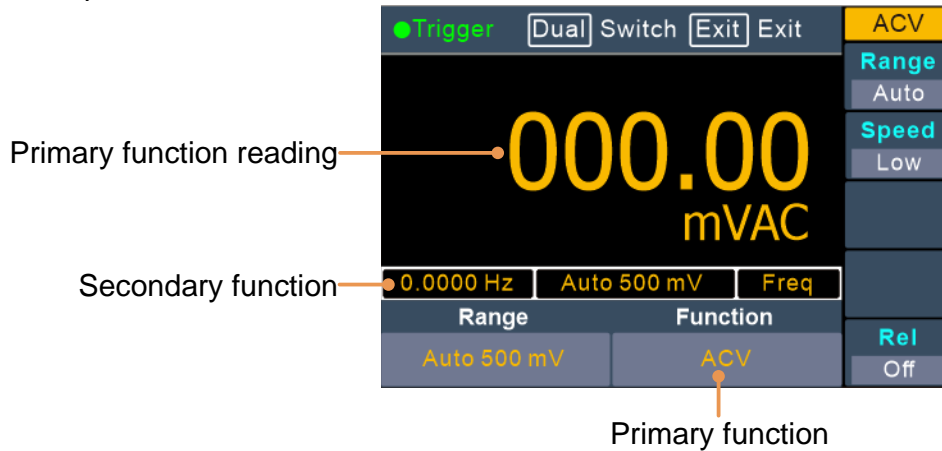 Trigger Dual Switch Exit Exit
ACV
Range
Auto
Speed
Low
Primary function reading
000.00
mVAC
Secondary function
0.0000 Hz Auto 500 mV Freq
Range Function
Auto 500 mV ACV
Rel
Off
Primary function